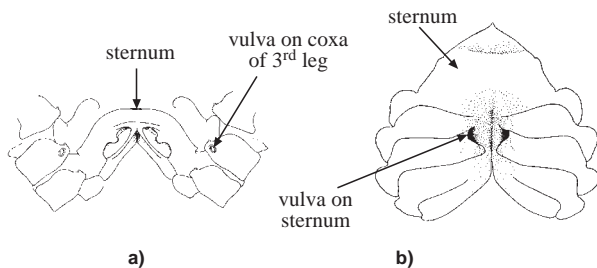 sternum
vulva on coxa
of 3rd leg
a)
sternum
vulva on
sternum
b)